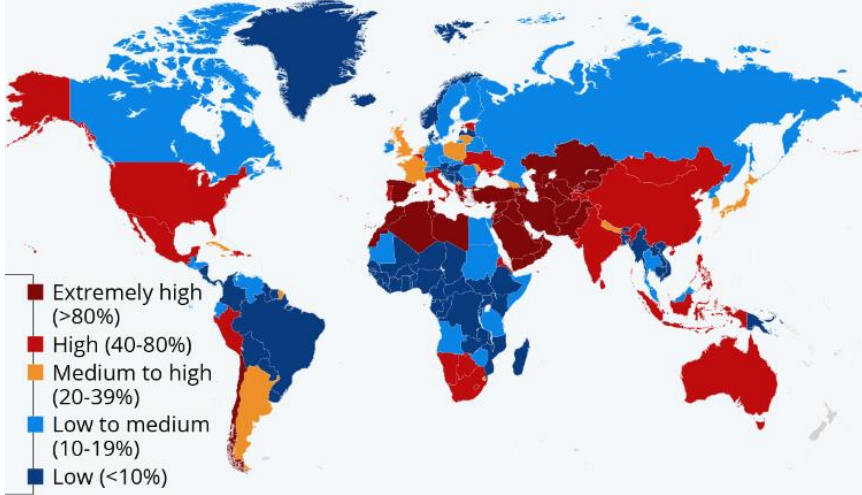 Extremely high
(>80%)
High (40-80%)
Medium to high
(20-39%)
Low to medium
(10-19%)
Low (<10%)